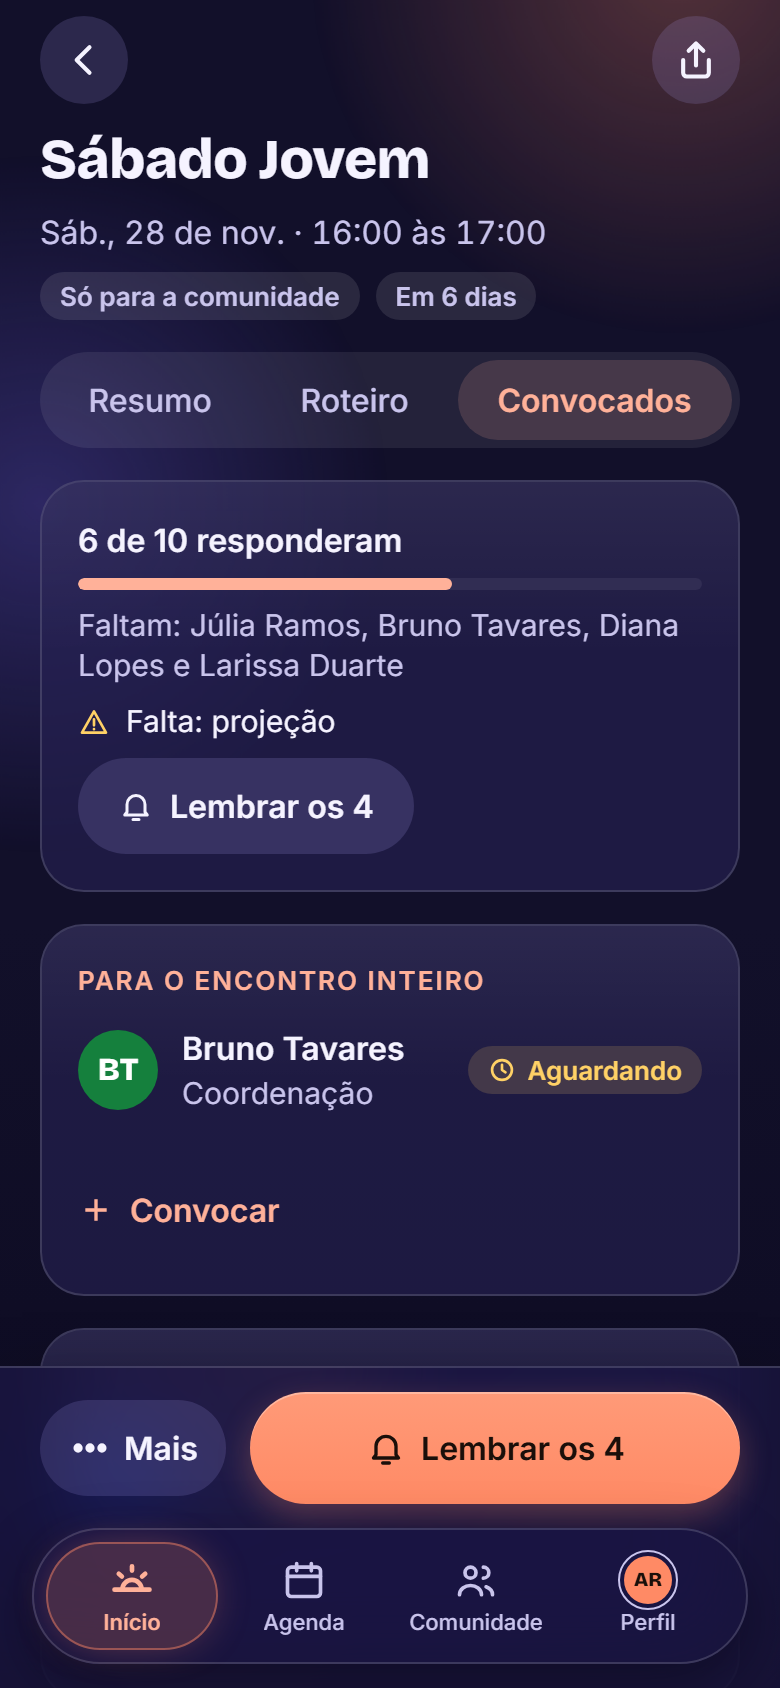 Sábado Jovem
Sáb., 28 de nov. · 16:00 às 17:00
Só para a comunidade
Em 6 dias
Resumo
Roteiro
Convocados
6 de 10 responderam
Faltam: Júlia Ramos, Bruno Tavares, Diana
Lopes e Larissa Duarte
Falta: projeção
Lembrar os 4
PARA O ENCONTRO INTEIRO
BT
Bruno Tavares
Coordenação
Aguardando
+ Convocar
••• Mais
Lembrar os 4
Início
Agenda
Comunidade
AR
Perfil